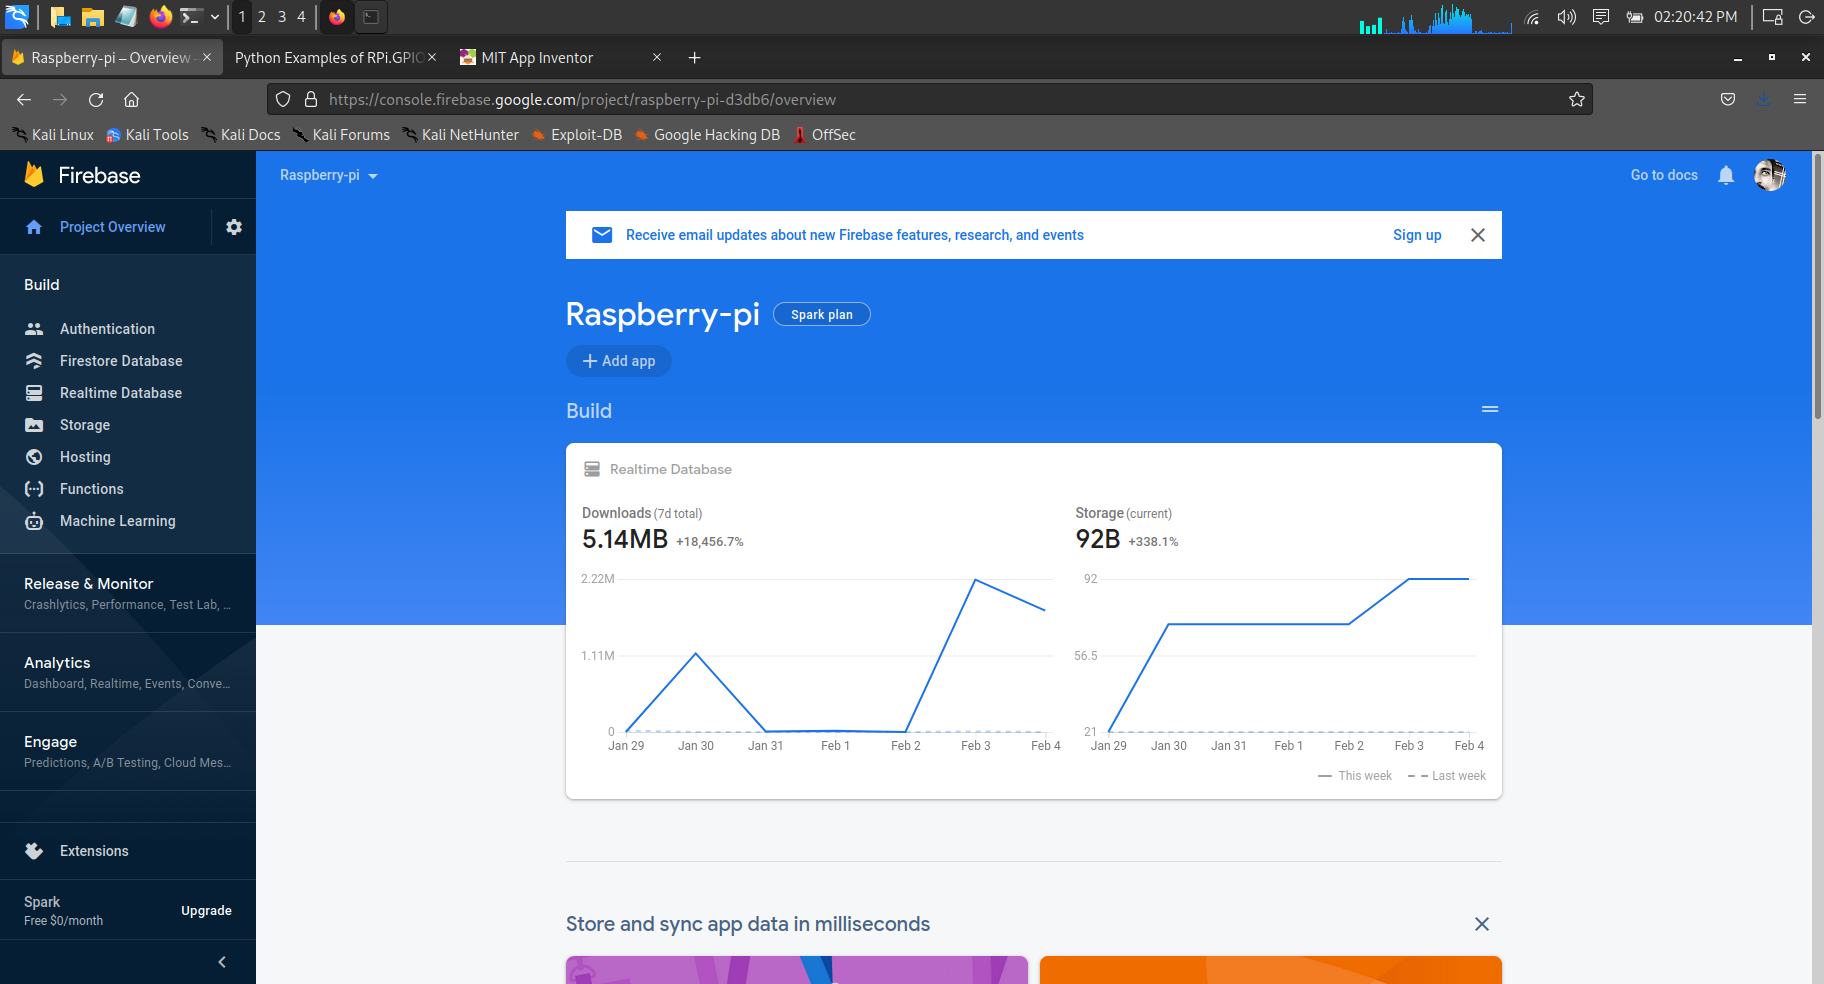 1 2 3 4
02:20:42 PM
Raspberry-pi – Overview -
Python Examples of RPi.GPIO
MIT App Inventor
https://console.firebase.google.com/project/raspberry-pi-d3db6/overview
Kali Linux
Kali Tools
Kali Docs
Kali Forums
Kali NetHunter
Exploit-DB
Google Hacking DB
OffSec
Firebase
Project Overview
Build
Authentication
Firestore Database
Realtime Database
Storage
Hosting
Functions
Machine Learning
Release & Monitor
Crashlytics, Performance, Test Lab, ...
Analytics
Dashboard, Realtime, Events, Conve...
Engage
Predictions, A/B Testing, Cloud Mes...
Extensions
Spark
Free $0/month
Upgrade
Raspberry-pi
Go to docs
Receive email updates about new Firebase features, research, and events
Sign up
Raspberry-pi
Spark plan
Add app
Build
Realtime Database
Downloads (7d total)
5.14MB +18,456.7%
2.22M
1.11M
0
Jan 29 Jan 30 Jan 31 Feb 1 Feb 2 Feb 3 Feb 4
Storage (current)
92B +338.1%
92
56.5
21
Jan 29 Jan 30 Jan 31 Feb 1 Feb 2 Feb 3 Feb 4
This week Last week
Store and sync app data in milliseconds